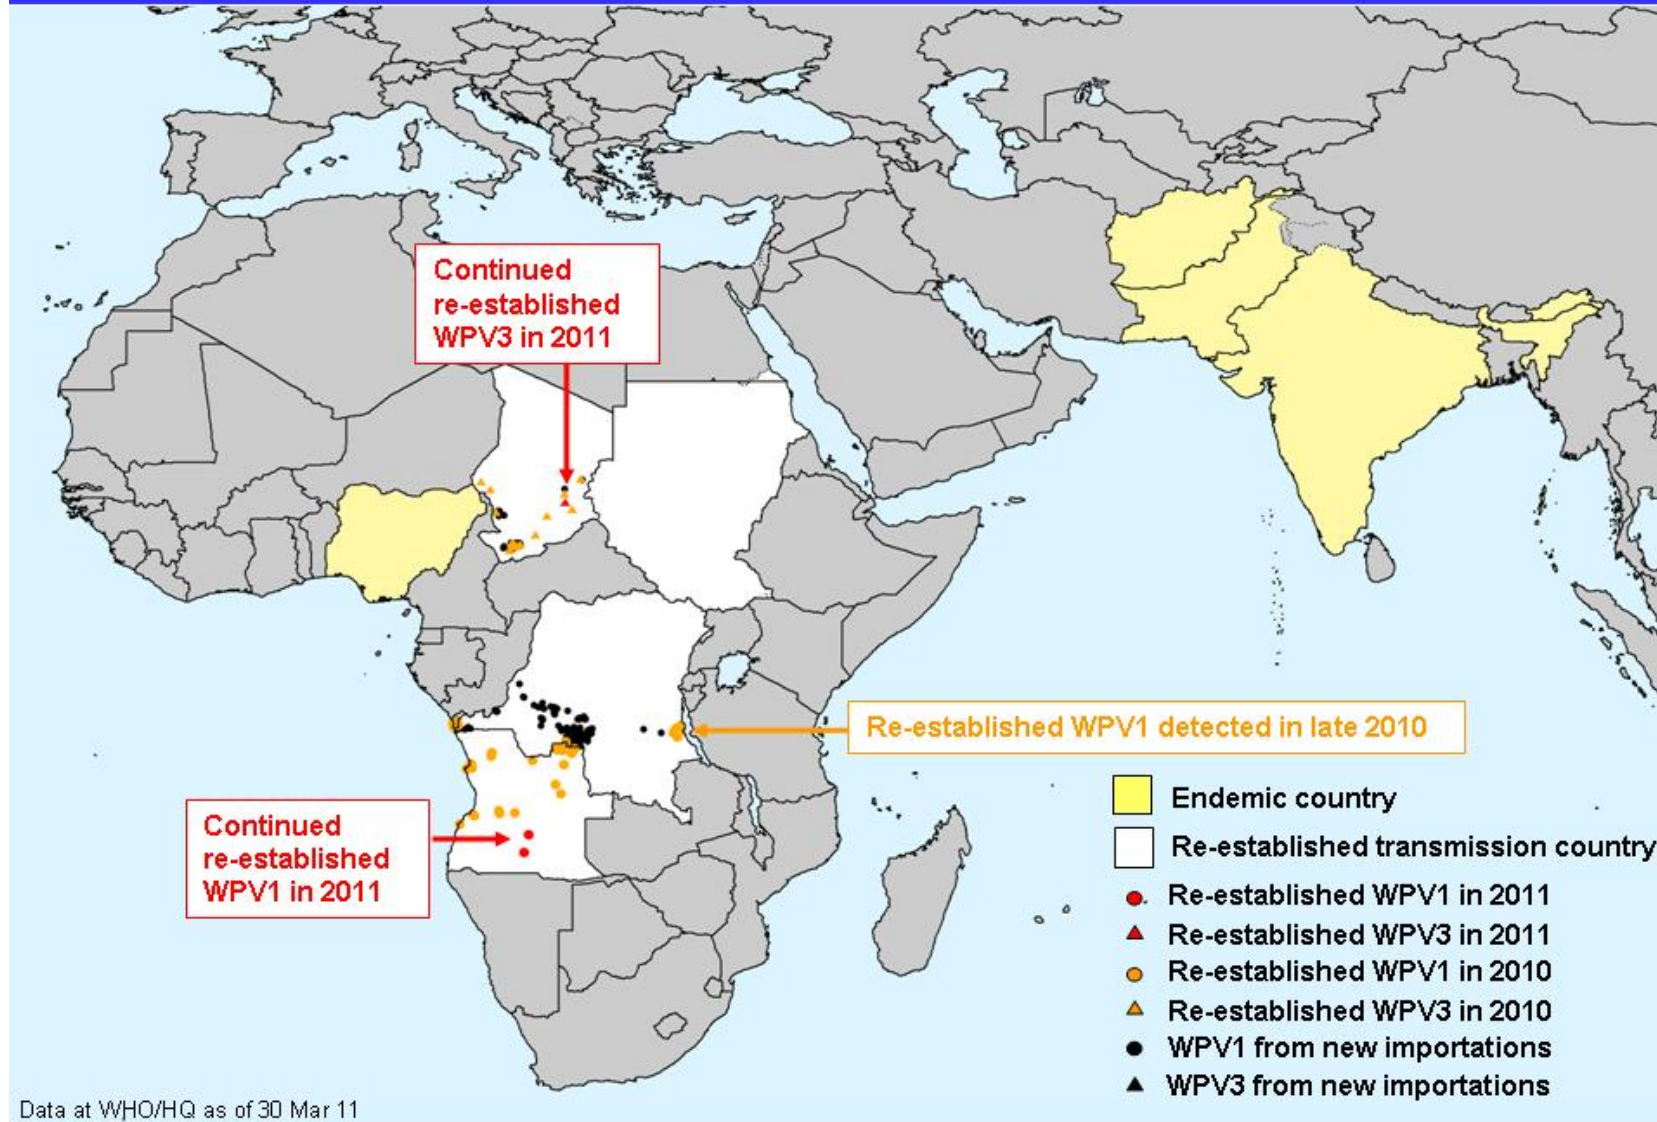 Continued
re-established
WPV3 in 2011
Re-established WPV1 detected in late 2010
Continued
re-established
WPV1 in 2011
Endemic country
Re-established transmission country
Re-established WPV1 in 2011
Re-established WPV3 in 2011
Re-established WPV1 in 2010
Re-established WPV3 in 2010
WPV1 from new importations
WPV3 from new importations
Data at WHO/HQ as of 30 Mar 11